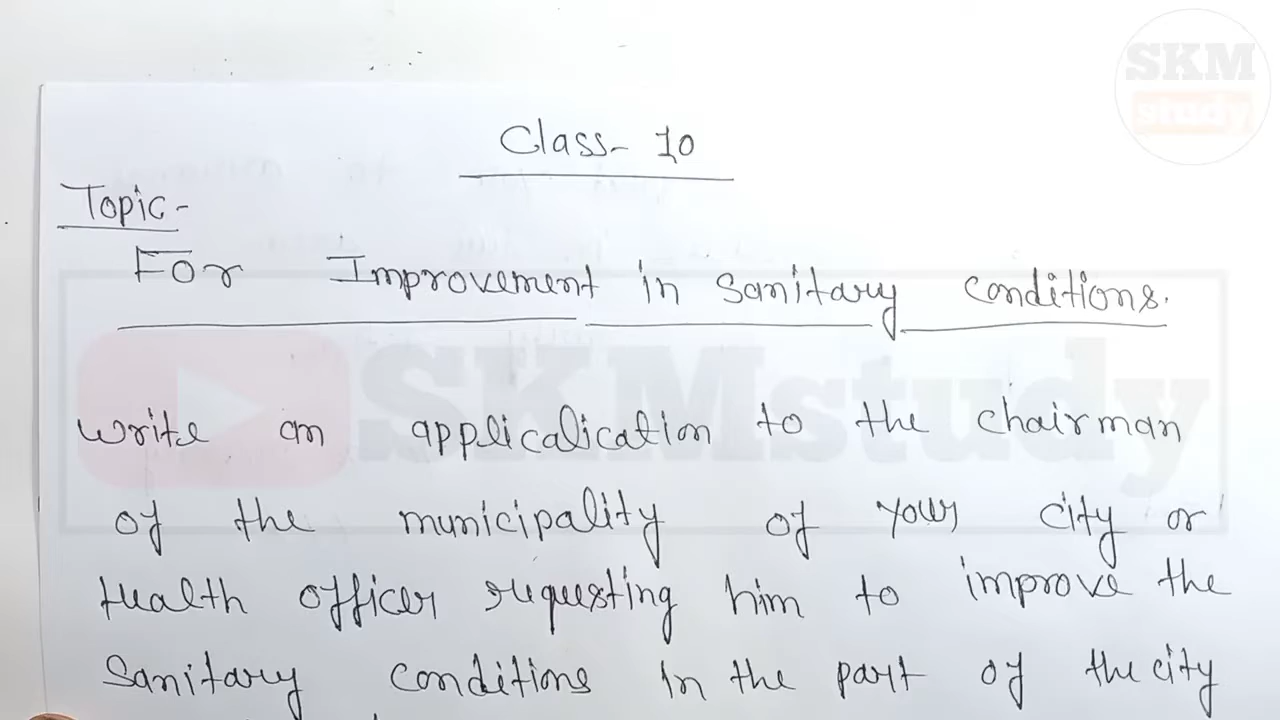 SKM
study
Class- 10
Topic-
For Improvement in Sanitary Conditions.
SKMstudy
Write an applicalication to the chairman
of the municipality of your city or
Health Officer requesting him to improve the
Sanitary conditions in the part of the city